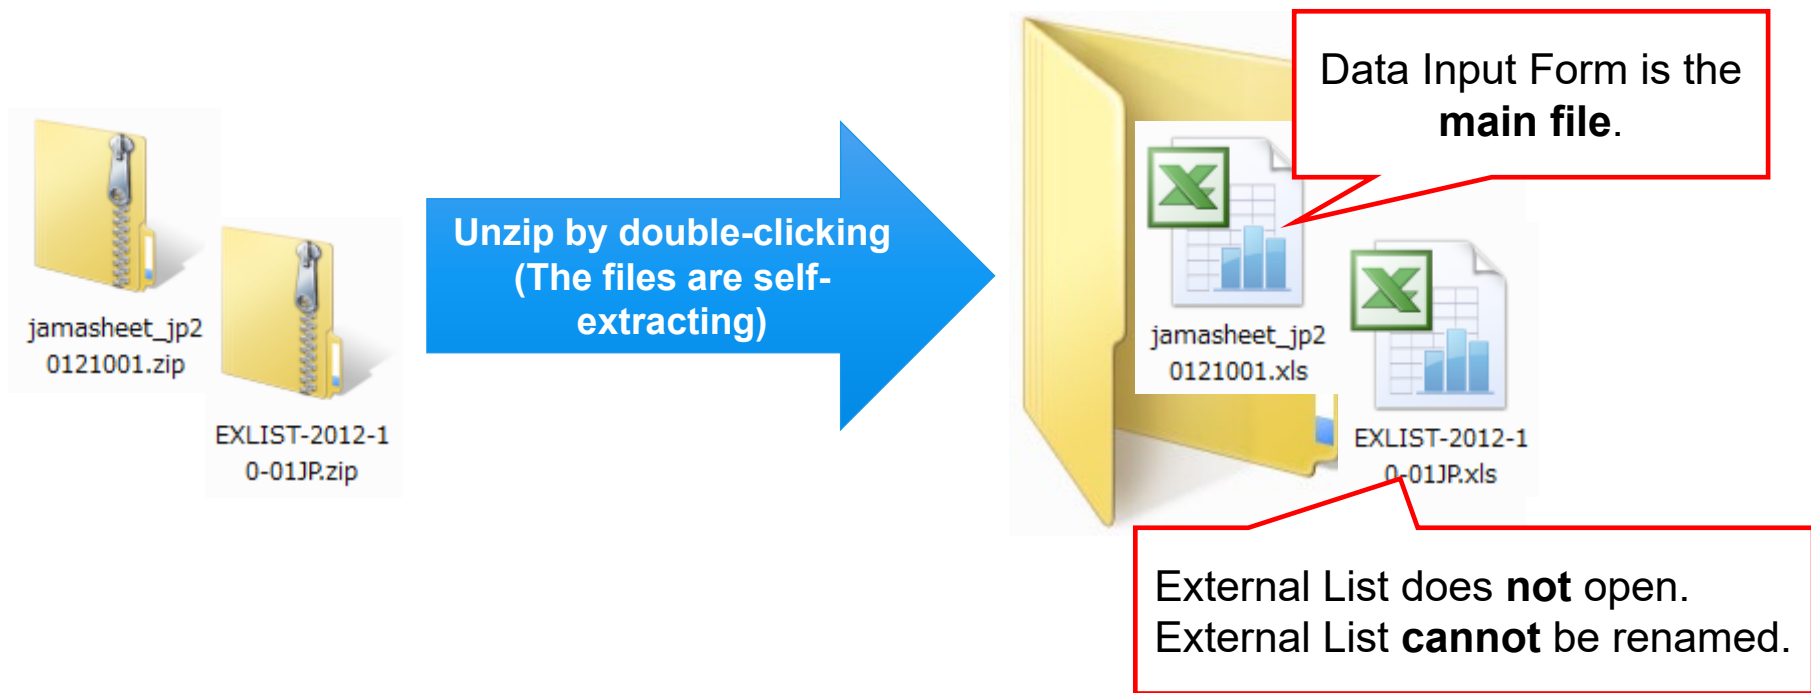 jamasheet_jp2
0121001.zip
EXLIST-2012-1
0-01JP.zip
Unzip by double-clicking
(The files are self-
extracting)
Data Input Form is the
main file.
jamasheet_jp2
0121001.xls
EXLIST-2012-1
0-01JP.xls
External List does not open.
External List cannot be renamed.